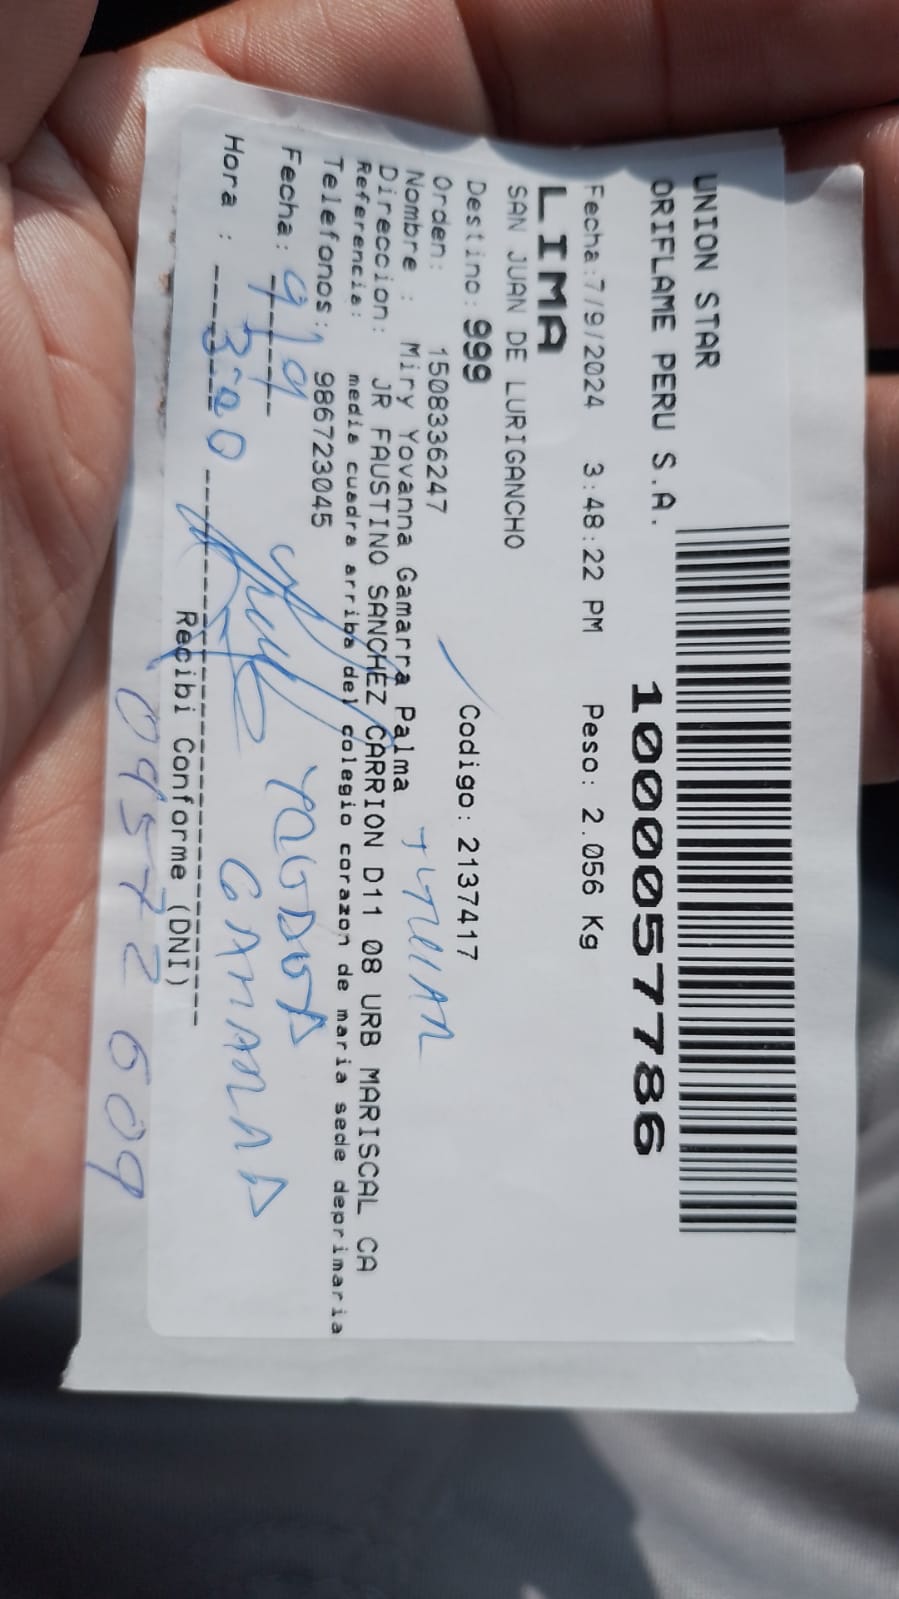 UNION STAR
ORIFLAME PERU S.A.
1000057786
Fecha:7/9/2024 3:48:22 PM Peso: 2.056 Kg
LIMA
SAN JUAN DE LURIGANCHO
Destino: 999 Codigo: 2137417
Orden: 1508336247
Nombre : Miry Yovanna Gamarra Palma
Direccion: JR FAUSTINO SANCHEZ CARRION D11 08 URB MARISCAL CA
Referencia: media cuadra arriba del colegio corazon de maria sede deprimaria
Telefonos: 986723045
Fecha: 9/9
Hora : 3:20
GAMARRA
Recibi Conforme (DNI)
09572609